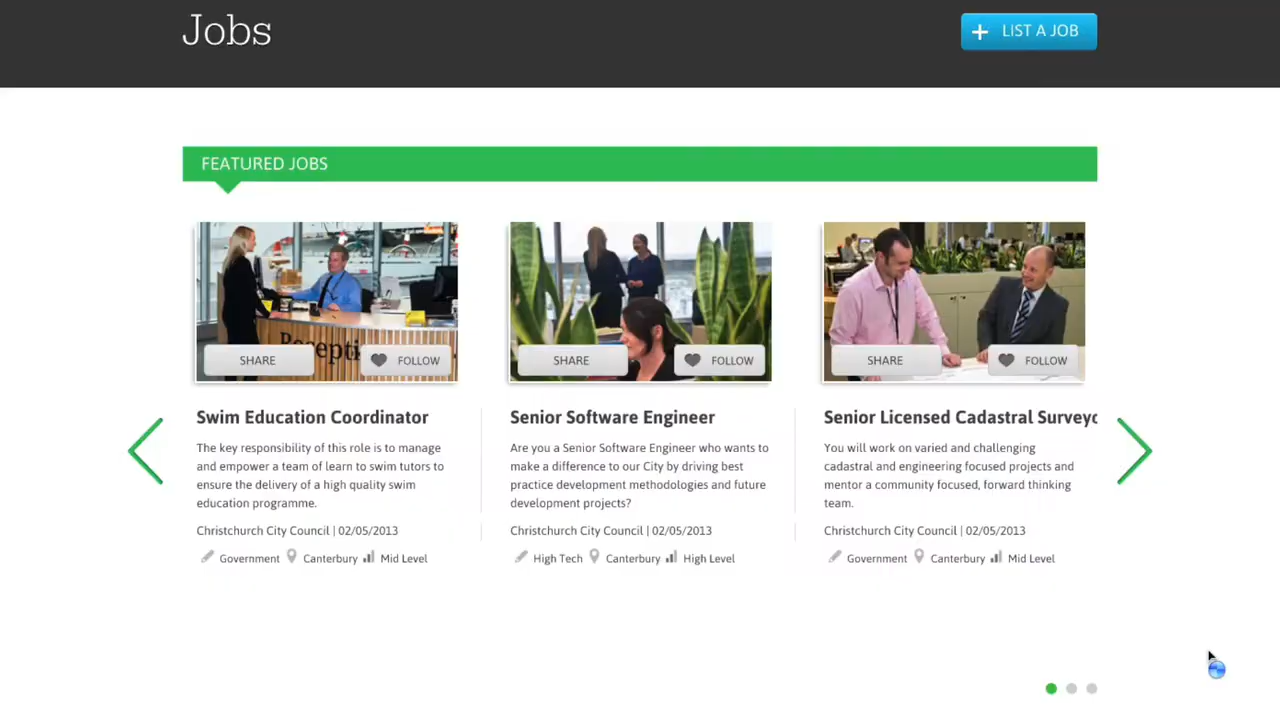 Jobs
LIST A JOB
FEATURED JOBS
Recepti
SHARE
FOLLOW
SHARE
FOLLOW
SHARE
FOLLOW
Swim Education Coordinator
The key responsibility of this role is to manage
and empower a team of learn to swim tutors to
ensure the delivery of a high quality swim
education programme.
Christchurch City Council | 02/05/2013
Government Canterbury Mid Level
Senior Software Engineer
Are you a Senior Software Engineer who wants to
make a difference to our City by driving best
practice development methodologies and future
development projects?
Christchurch City Council | 02/05/2013
High Tech Canterbury High Level
Senior Licensed Cadastral Surveyo
You will work on varied and challenging
cadastral and engineering focused projects and
mentor a community focused, forward thinking
team.
Christchurch City Council | 02/05/2013
Government Canterbury Mid Level